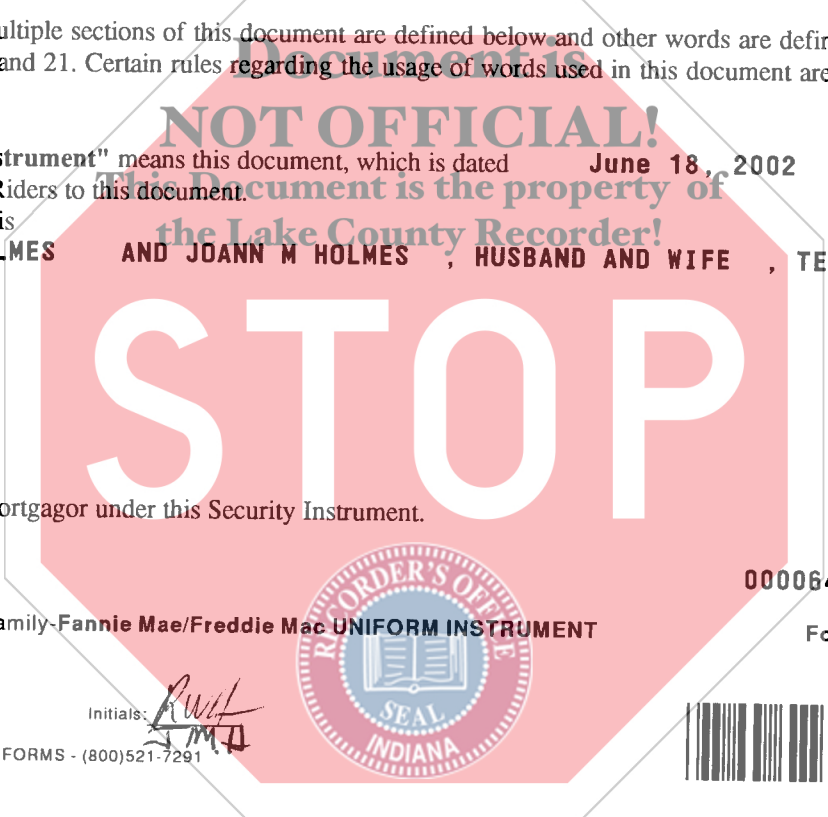 ultiple sections of this document are defined below and other words are defin
Document is
and 21. Certain rules regarding the usage of words used in this document are
NOT OFFICIAL!
strument" means this document, which is dated June 18, 2002
This Document is the property of
Riders to this document.
is
the Lake County Recorder!
LMES AND JOANN M HOLMES , HUSBAND AND WIFE , TE
STOP
ortgagor under this Security Instrument.
RECORDER'S OFFICE
00006
amily-Fannie Mae/Freddie Mac UNIFORM INSTRUMENT
Fo
SEAL
INDIANA
Initials: RWH
JMH
FORMS - (800)521-7291